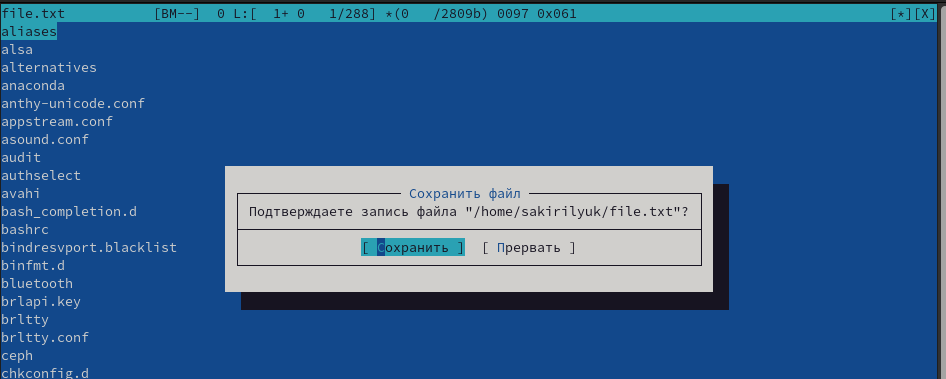 file.txt [BM--] 0 L:[ 1+ 0 1/288] *(0 /2809b) 0097 0x061 [*][X]
aliases
alsa
alternatives
anaconda
anthy-unicode.conf
appstream.conf
asound.conf
audit
authselect
avahi
bash_completion.d
bashrc
bindresvport.blacklist
binfmt.d
bluetooth
brlapi.key
brltty
brltty.conf
ceph
chkconfig.d
Сохранить файл
Подтверждаете запись файла "/home/sakirilyuk/file.txt"?
[ Сохранить ] [ Прервать ]